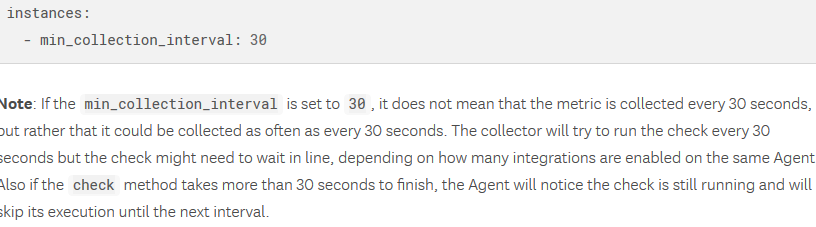 instances:
- min_collection_interval: 30
Note: If the min_collection_interval is set to 30 , it does not mean that the metric is collected every 30 seconds,
but rather that it could be collected as often as every 30 seconds. The collector will try to run the check every 30
seconds but the check might need to wait in line, depending on how many integrations are enabled on the same Agent
Also if the check method takes more than 30 seconds to finish, the Agent will notice the check is still running and will
skip its execution until the next interval.